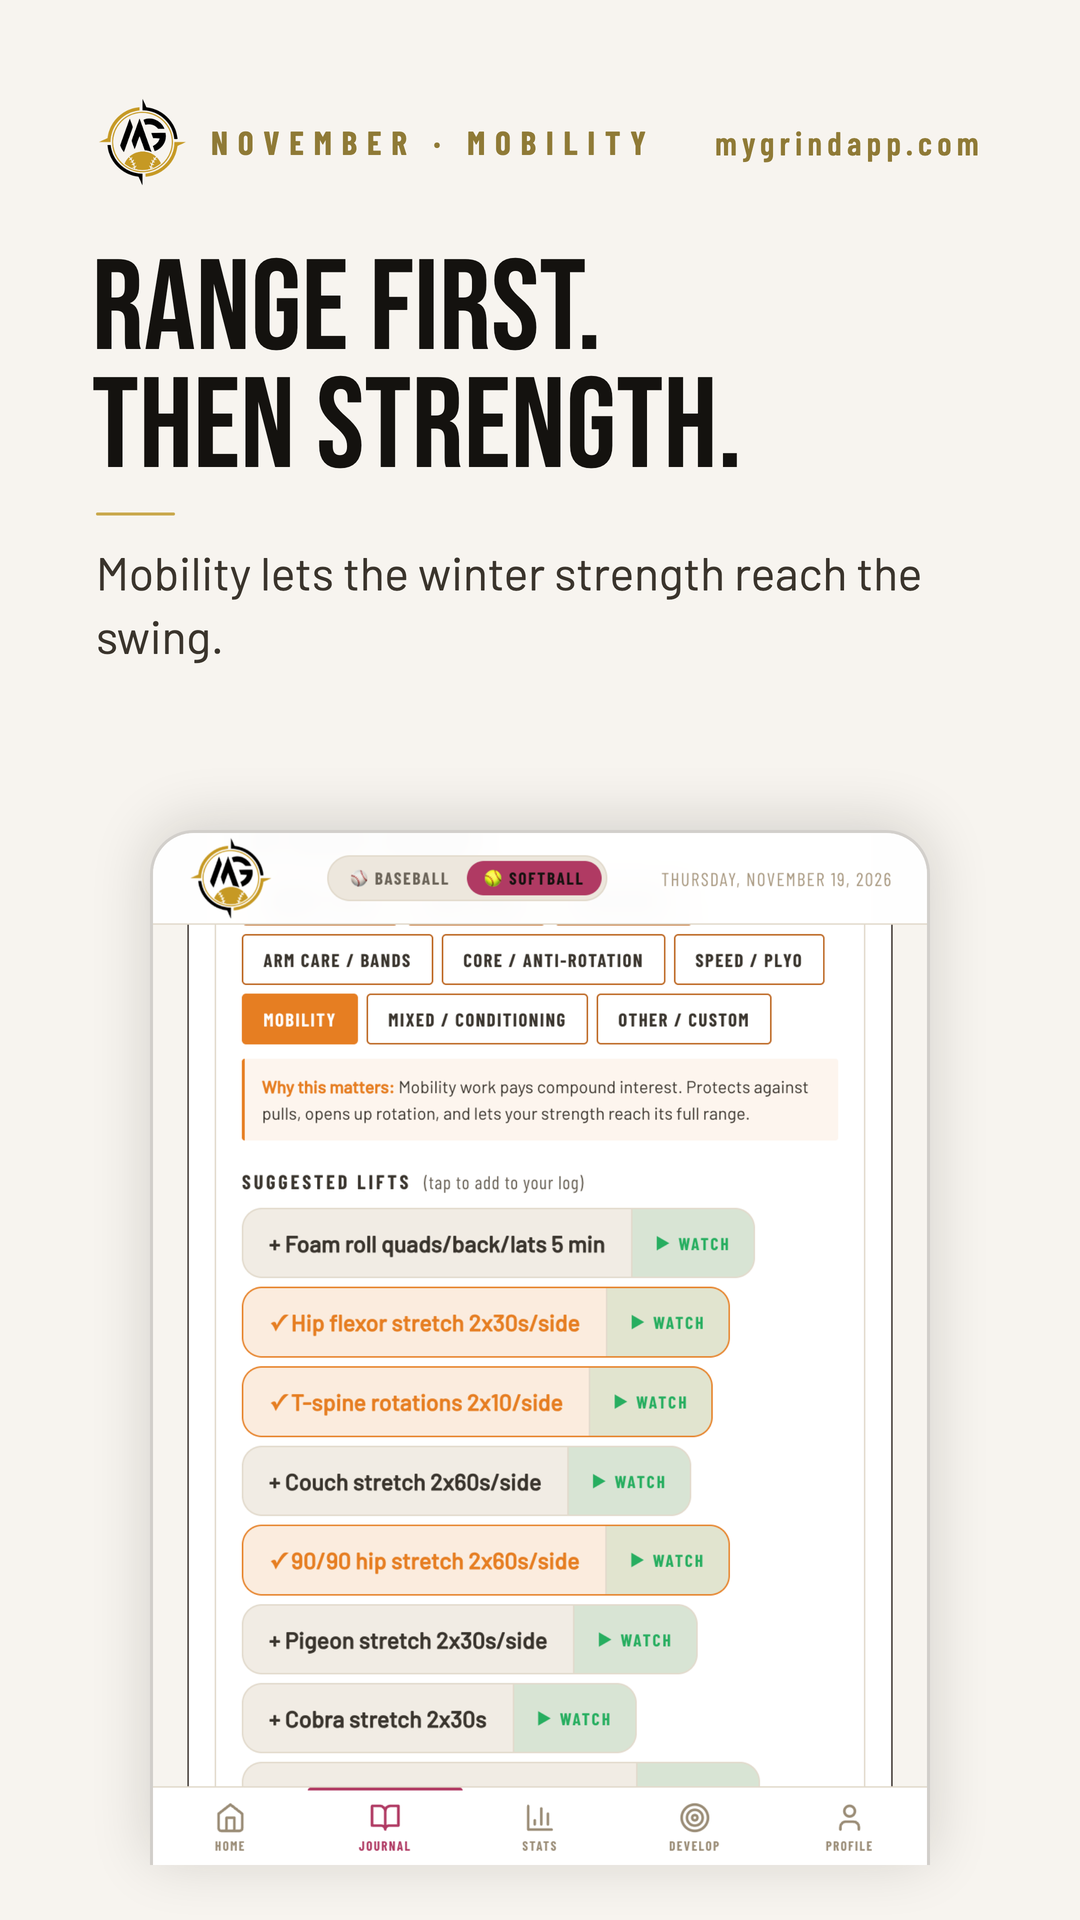 MG
NOVEMBER · MOBILITY
mygrindapp.com
RANGE FIRST.
THEN STRENGTH.
Mobility lets the winter strength reach the
swing.
MG
BASEBALL
SOFTBALL
THURSDAY, NOVEMBER 19, 2026
ARM CARE / BANDS
CORE / ANTI-ROTATION
SPEED / PLYO
MOBILITY
MIXED / CONDITIONING
OTHER / CUSTOM
Why this matters: Mobility work pays compound interest. Protects against
pulls, opens up rotation, and lets your strength reach its full range.
SUGGESTED LIFTS (tap to add to your log)
+ Foam roll quads/back/lats 5 min
▶ WATCH
✓ Hip flexor stretch 2x30s/side
▶ WATCH
✓ T-spine rotations 2x10/side
▶ WATCH
+ Couch stretch 2x60s/side
▶ WATCH
✓ 90/90 hip stretch 2x60s/side
▶ WATCH
+ Pigeon stretch 2x30s/side
▶ WATCH
+ Cobra stretch 2x30s
▶ WATCH
HOME
JOURNAL
STATS
DEVELOP
PROFILE